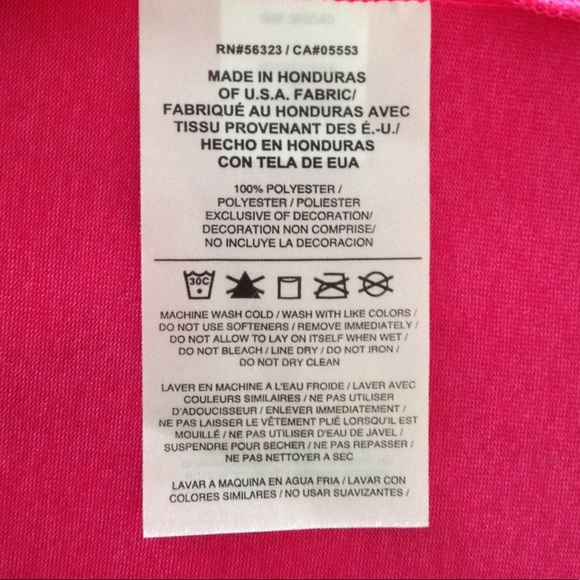 RN#56323 / CA#05553
MADE IN HONDURAS
OF U.S.A. FABRIC/
FABRIQUÉ AU HONDURAS AVEC
TISSU PROVENANT DES É.-U./
HECHO EN HONDURAS
CON TELA DE EUA
100% POLYESTER /
POLYESTER / POLIESTER
EXCLUSIVE OF DECORATION/
DECORATION NON COMPRISE/
NO INCLUYE LA DECORACION
30C
MACHINE WASH COLD / WASH WITH LIKE COLORS /
DO NOT USE SOFTENERS / REMOVE IMMEDIATELY /
DO NOT ALLOW TO LAY ON ITSELF WHEN WET /
DO NOT BLEACH / LINE DRY / DO NOT IRON /
DO NOT DRY CLEAN
LAVER EN MACHINE A L'EAU FROIDE / LAVER AVEC
COULEURS SIMILAIRES / NE PAS UTILISER
D'ADOUCISSEUR / ENLEVER IMMEDIATEMENT /
NE PAS LAISSER LE VÊTEMENT PLIÉ LORSQU'IL EST
MOUILLÉ / NE PAS UTILISER D'EAU DE JAVEL /
SUSPENDRE POUR SECHER / NE PAS REPASSER /
NE PAS NETTOYER A SEC
LAVAR A MAQUINA EN AGUA FRIA / LAVAR CON
COLORES SIMILARES / NO USAR SUAVIZANTES /